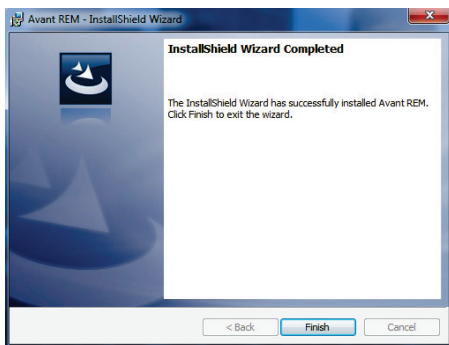 Avant REM - InstallShield Wizard
InstallShield Wizard Completed
The InstallShield Wizard has successfully installed Avant REM.
Click Finish to exit the wizard.
< Back
Finish
Cancel